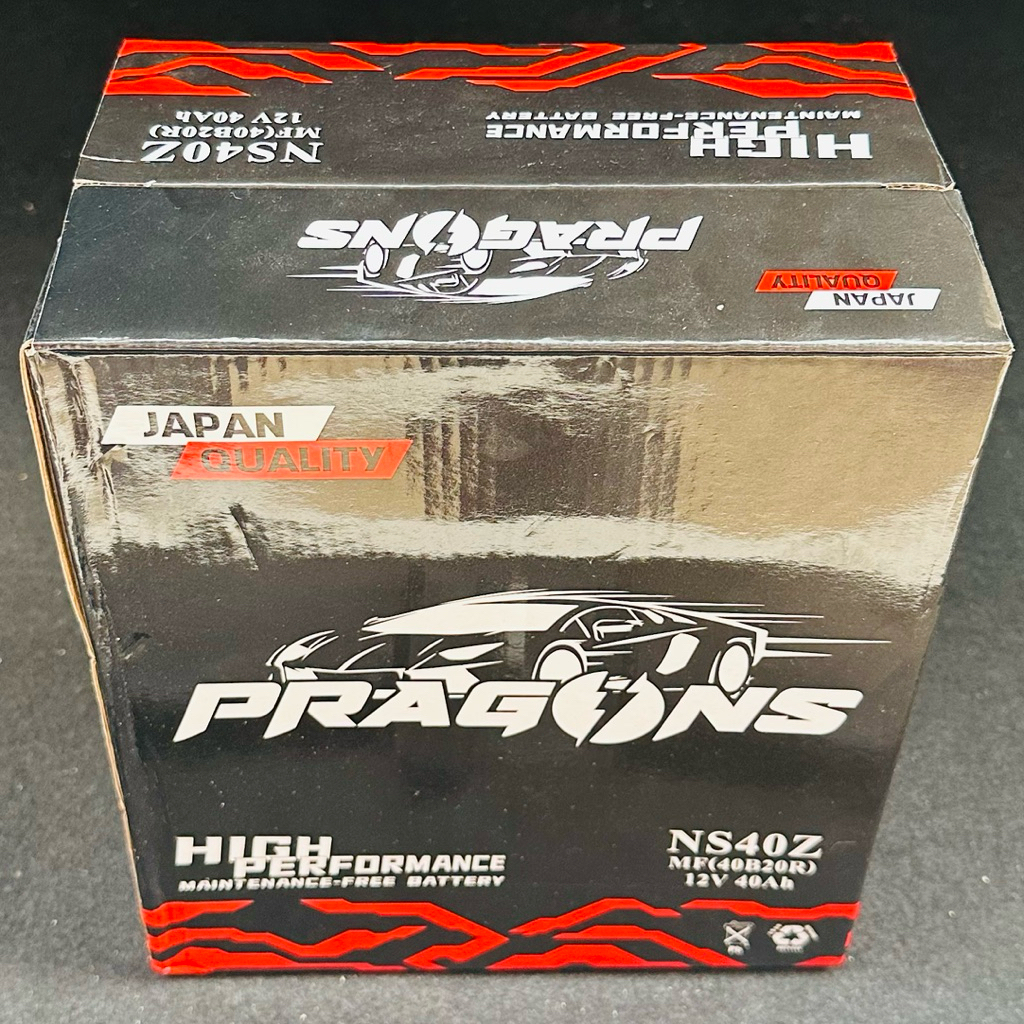 NS40Z
MF(40B20R)
12V 40Ah
HIGH
PERFORMANCE
MAINTENANCE-FREE BATTERY
PRAGONS
JAPAN
QUALITY
JAPAN
QUALITY
PRAGONS
HIGH
PERFORMANCE
MAINTENANCE-FREE BATTERY
NS40Z
MF(40B20R)
12V 40Ah
Pb